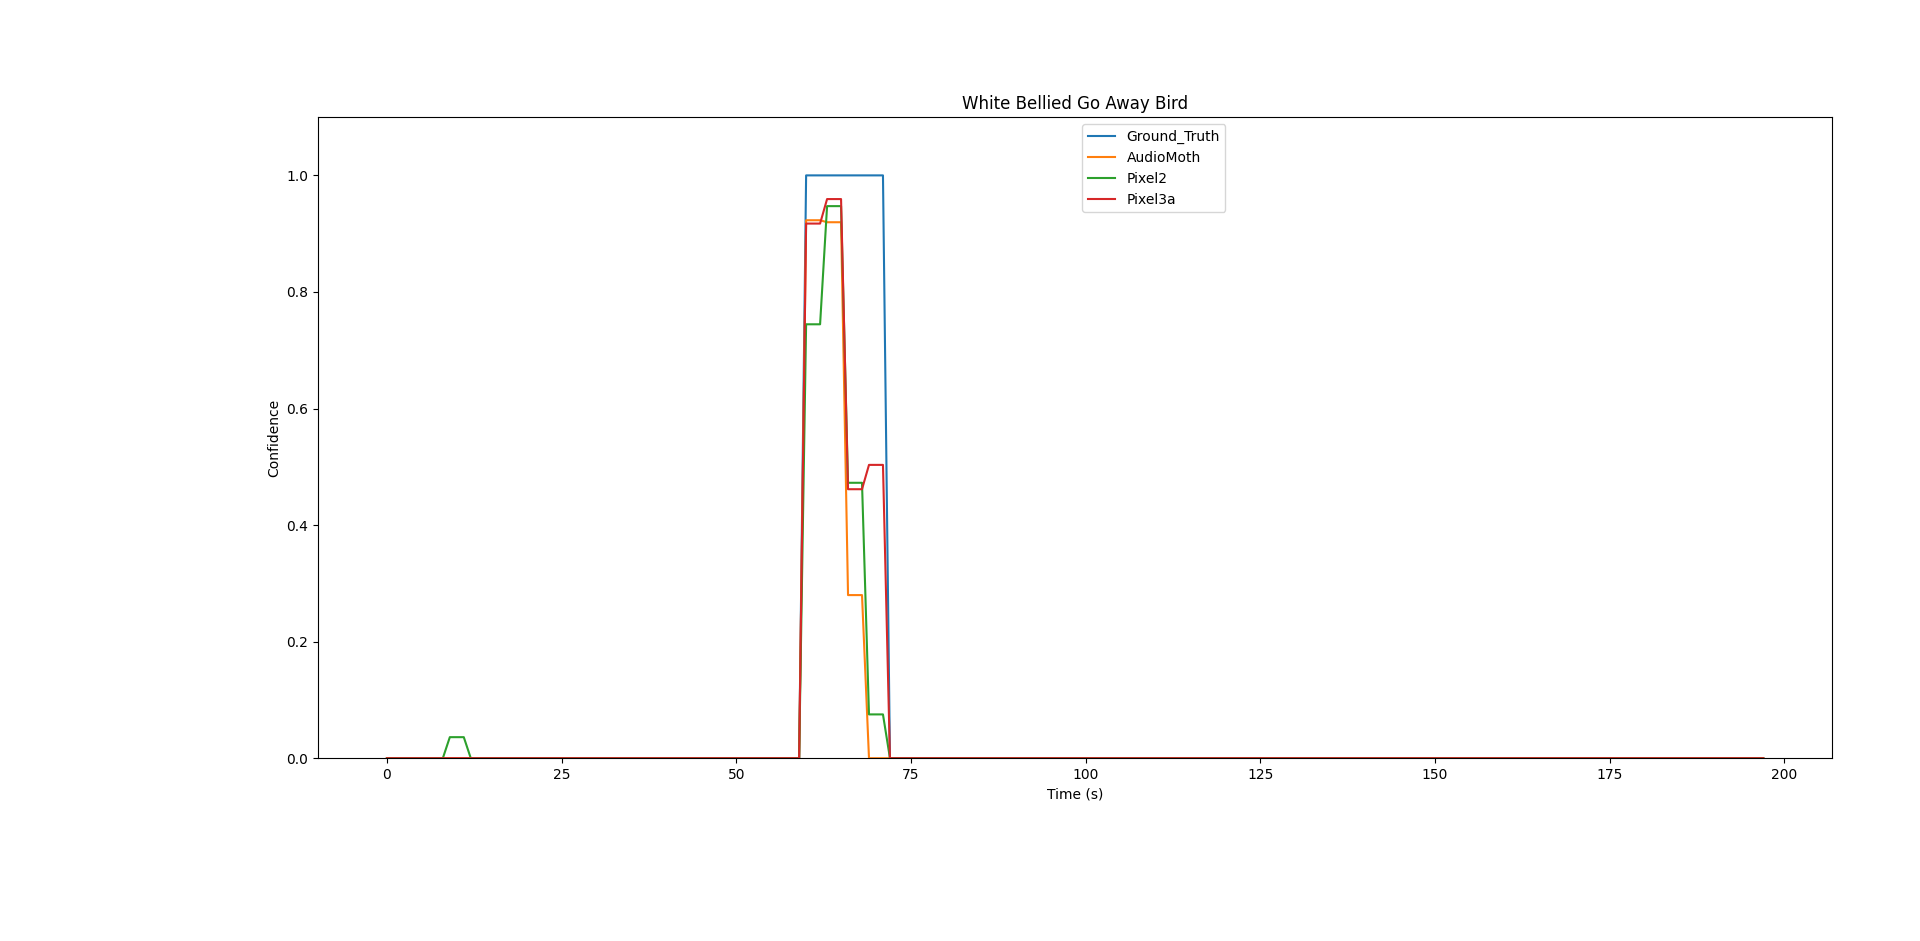 White Bellied Go Away Bird
Ground_Truth
AudioMoth
Pixel2
Pixel3a
1.0
0.8
0.6
0.4
0.2
0.0
Confidence
0 25 50 75 100 125 150 175 200
Time (s)